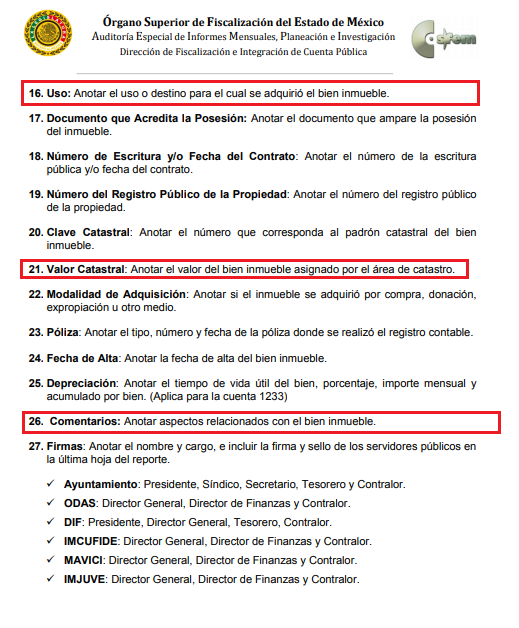 Órgano Superior de Fiscalización del Estado de México
Auditoría Especial de Informes Mensuales, Planeación e Investigación
Dirección de Fiscalización e Integración de Cuenta Pública
osfem
16. Uso: Anotar el uso o destino para el cual se adquirió el bien inmueble.
17. Documento que Acredita la Posesión: Anotar el documento que ampare la posesión
del inmueble.
18. Número de Escritura y/o Fecha del Contrato: Anotar el número de la escritura
pública y/o fecha del contrato.
19. Número del Registro Público de la Propiedad: Anotar el número del registro público
de la propiedad.
20. Clave Catastral: Anotar el número que corresponda al padrón catastral del bien
inmueble.
21. Valor Catastral: Anotar el valor del bien inmueble asignado por el área de catastro.
22. Modalidad de Adquisición: Anotar si el inmueble se adquirió por compra, donación,
expropiación u otro medio.
23. Póliza: Anotar el tipo, número y fecha de la póliza donde se realizó el registro contable.
24. Fecha de Alta: Anotar la fecha de alta del bien inmueble.
25. Depreciación: Anotar el tiempo de vida útil del bien, porcentaje, importe mensual y
acumulado por bien. (Aplica para la cuenta 1233)
26. Comentarios: Anotar aspectos relacionados con el bien inmueble.
27. Firmas: Anotar el nombre y cargo, e incluir la firma y sello de los servidores públicos en
la última hoja del reporte.
✓ Ayuntamiento: Presidente, Síndico, Secretario, Tesorero y Contralor.
✓ ODAS: Director General, Director de Finanzas y Contralor.
✓ DIF: Presidente, Director General, Tesorero, Contralor.
✓ IMCUFIDE: Director General, Director de Finanzas y Contralor.
✓ MAVICI: Director General, Director de Finanzas y Contralor.
✓ IMJUVE: Director General, Director de Finanzas y Contralor.